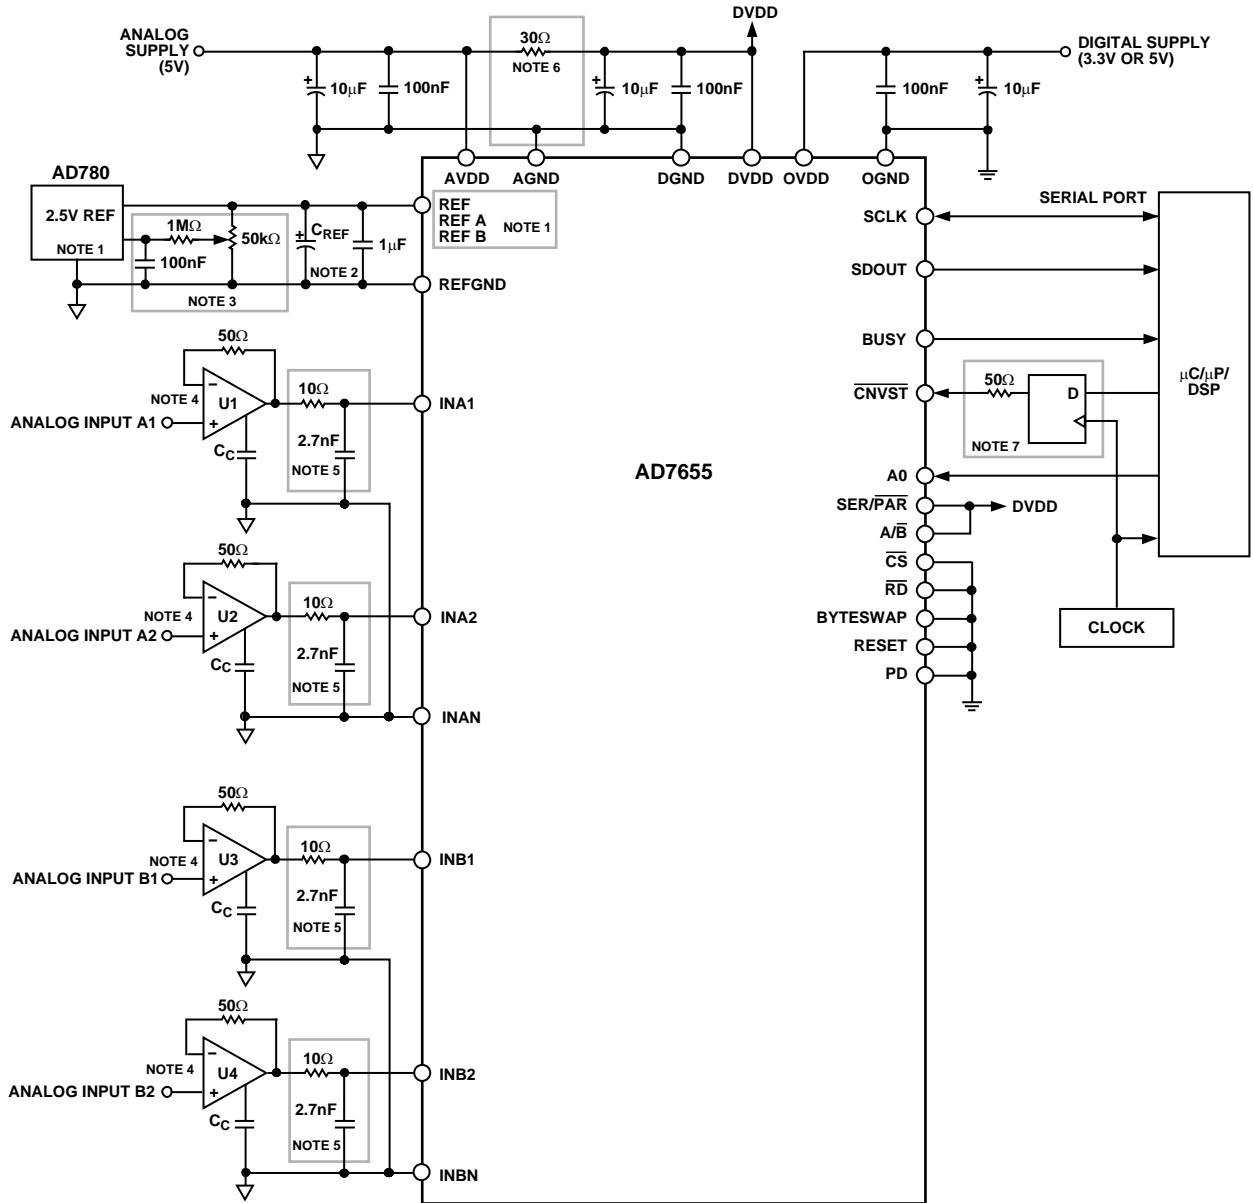 DVDD
ANALOG
SUPPLY
(5V)
30Ω
NOTE 6
DIGITAL SUPPLY
(3.3V OR 5V)
+
10μF
100nF
+
10μF
100nF
100nF
+
10μF
AVDD
AGND
DGND
DVDD
OVDD
OGND
AD780
2.5V REF
NOTE 1
1MΩ
50kΩ
100nF
NOTE 3
+
CREF
NOTE 2
1μF
REF
REF A
REF B
NOTE 1
REFGND
SCLK
SERIAL PORT
SDOUT
BUSY
CNVST
50Ω
D
NOTE 7
μC/μP/
DSP
A0
SER/PAR
DVDD
A/B
CS
RD
BYTESWAP
RESET
PD
CLOCK
AD7655
50Ω
–
U1
+
NOTE 4
ANALOG INPUT A1
CC
10Ω
2.7nF
NOTE 5
INA1
50Ω
–
U2
+
NOTE 4
ANALOG INPUT A2
CC
10Ω
2.7nF
NOTE 5
INA2
INAN
50Ω
–
U3
+
NOTE 4
ANALOG INPUT B1
CC
10Ω
2.7nF
NOTE 5
INB1
50Ω
–
U4
+
NOTE 4
ANALOG INPUT B2
CC
10Ω
2.7nF
NOTE 5
INB2
INBN